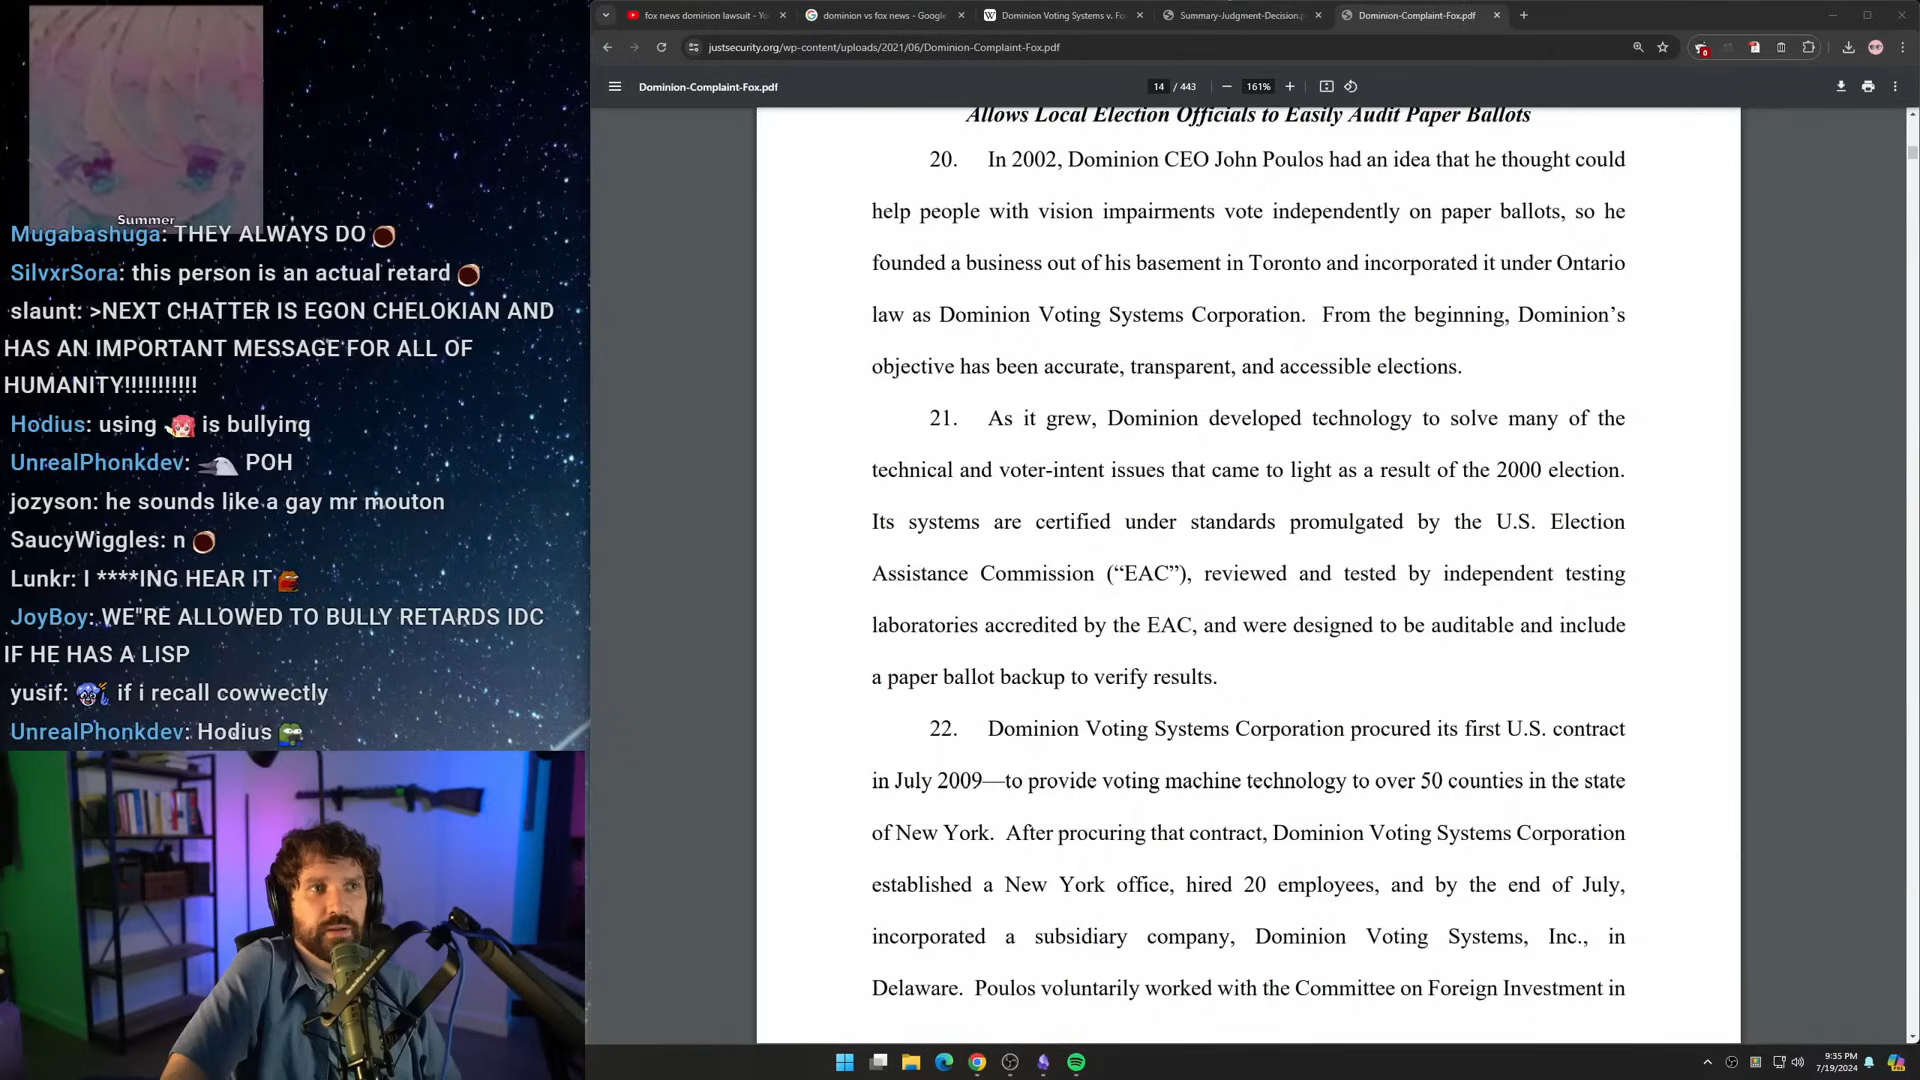 fox news dominion lawsuit - Yo
dominion vs fox news - Google
Dominion Voting Systems v. Fo
Summary-Judgment-Decision.p
Dominion-Complaint-Fox.pdf
justsecurity.org/wp-content/uploads/2021/06/Dominion-Complaint-Fox.pdf
Dominion-Complaint-Fox.pdf
14 / 443
161%
Summer
Mugabashuga: THEY ALWAYS DO
SilvxrSora: this person is an actual retard
slaunt: >NEXT CHATTER IS EGON CHELOKIAN AND
HAS AN IMPORTANT MESSAGE FOR ALL OF
HUMANITY!!!!!!!!!!!
Hodius: using is bullying
UnrealPhonkdev: POH
jozyson: he sounds like a gay mr mouton
SaucyWiggles: n
Lunkr: I ****ING HEAR IT
JoyBoy: WE"RE ALLOWED TO BULLY RETARDS IDC
IF HE HAS A LISP
yusif: if i recall cowwectly
UnrealPhonkdev: Hodius
Allows Local Election Officials to Easily Audit Paper Ballots
20. In 2002, Dominion CEO John Poulos had an idea that he thought could
help people with vision impairments vote independently on paper ballots, so he
founded a business out of his basement in Toronto and incorporated it under Ontario
law as Dominion Voting Systems Corporation. From the beginning, Dominion’s
objective has been accurate, transparent, and accessible elections.
21. As it grew, Dominion developed technology to solve many of the
technical and voter-intent issues that came to light as a result of the 2000 election.
Its systems are certified under standards promulgated by the U.S. Election
Assistance Commission (“EAC”), reviewed and tested by independent testing
laboratories accredited by the EAC, and were designed to be auditable and include
a paper ballot backup to verify results.
22. Dominion Voting Systems Corporation procured its first U.S. contract
in July 2009—to provide voting machine technology to over 50 counties in the state
of New York. After procuring that contract, Dominion Voting Systems Corporation
established a New York office, hired 20 employees, and by the end of July,
incorporated a subsidiary company, Dominion Voting Systems, Inc., in
Delaware. Poulos voluntarily worked with the Committee on Foreign Investment in
9:35 PM
7/19/2024